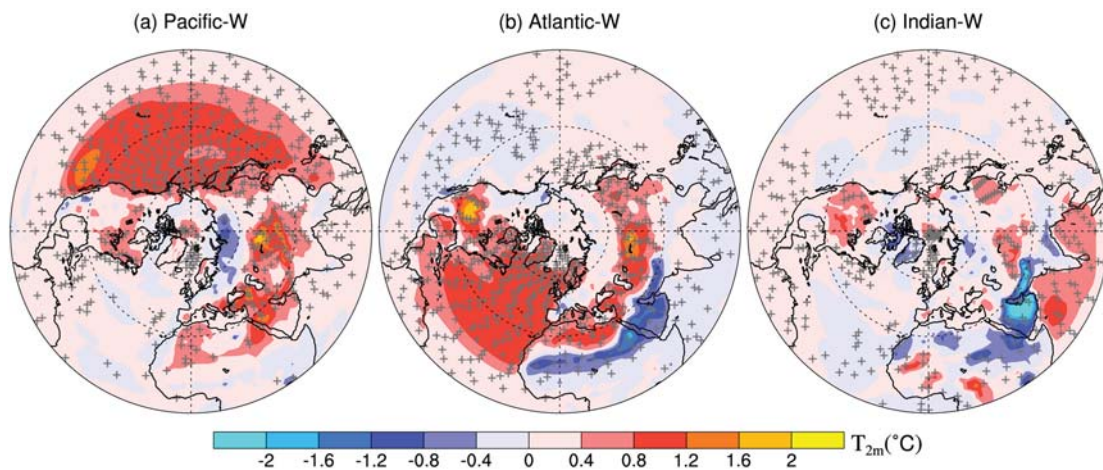 (a) Pacific-W
(b) Atlantic-W
(c) Indian-W
-2 -1.6 -1.2 -0.8 -0.4 0 0.4 0.8 1.2 1.6 2
T2m(°C)